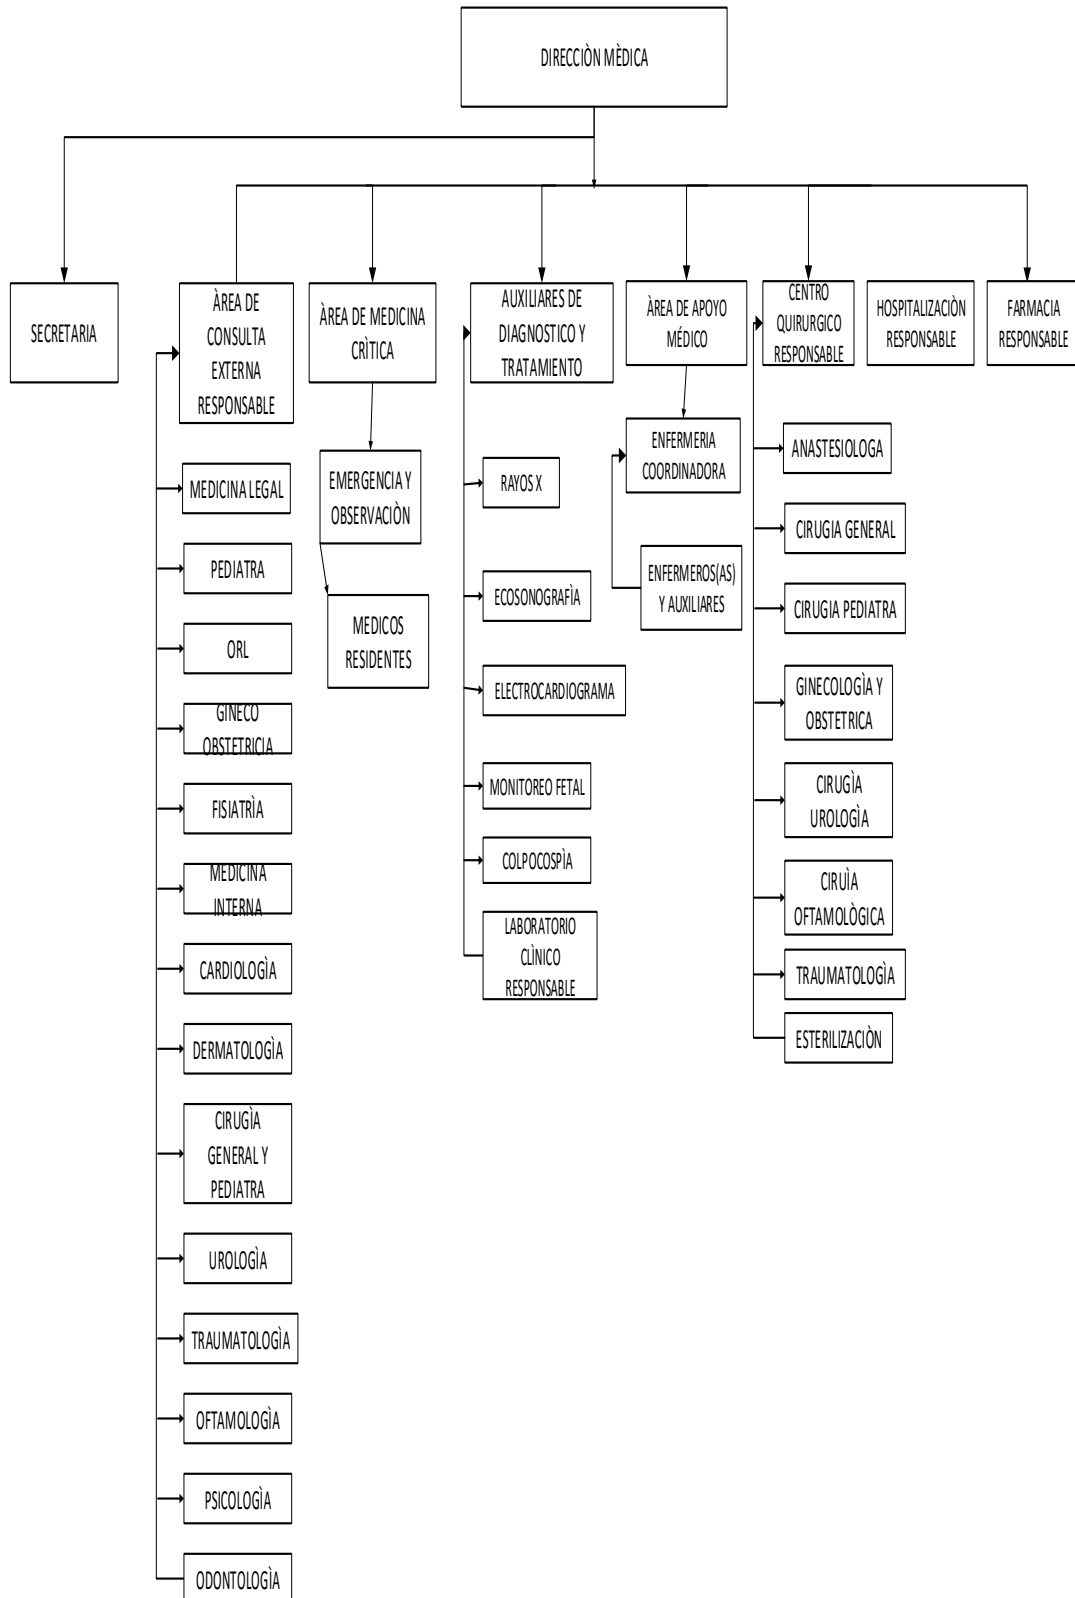 DIRECCIÒN MÈDICA
SECRETARIA
ÀREA DE
CONSULTA
EXTERNA
RESPONSABLE
ÀREA DE MEDICINA
CRÌTICA
AUXILIARES DE
DIAGNOSTICO Y
TRATAMIENTO
ÀREA DE APOYO
MÉDICO
CENTRO
QUIRURGICO
RESPONSABLE
HOSPITALIZACIÒN
RESPONSABLE
FARMACIA
RESPONSABLE
MEDICINA LEGAL
PEDIATRA
ORL
GINECO
OBSTETRICIA
FISIATRÌA
MEDICINA
INTERNA
CARDIOLOGÌA
DERMATOLOGÌA
CIRUGÌA
GENERAL Y
PEDIATRA
UROLOGÌA
TRAUMATOLOGÌA
OFTAMOLOGÌA
PSICOLOGÌA
ODONTOLOGÌA
EMERGENCIA Y
OBSERVACIÒN
MEDICOS
RESIDENTES
RAYOS X
ECOSONOGRAFÌA
ELECTROCARDIOGRAMA
MONITOREO FETAL
COLPOCOSPÌA
LABORATORIO
CLÌNICO
RESPONSABLE
ENFERMERIA
COORDINADORA
ENFERMEROS(AS)
Y AUXILIARES
ANASTESIOLOGA
CIRUGIA GENERAL
CIRUGIA PEDIATRA
GINECOLOGÌA Y
OBSTETRICA
CIRUGÌA
UROLOGÌA
CIRUÌA
OFTAMOLÒGICA
TRAUMATOLOGÌA
ESTERILIZACIÒN